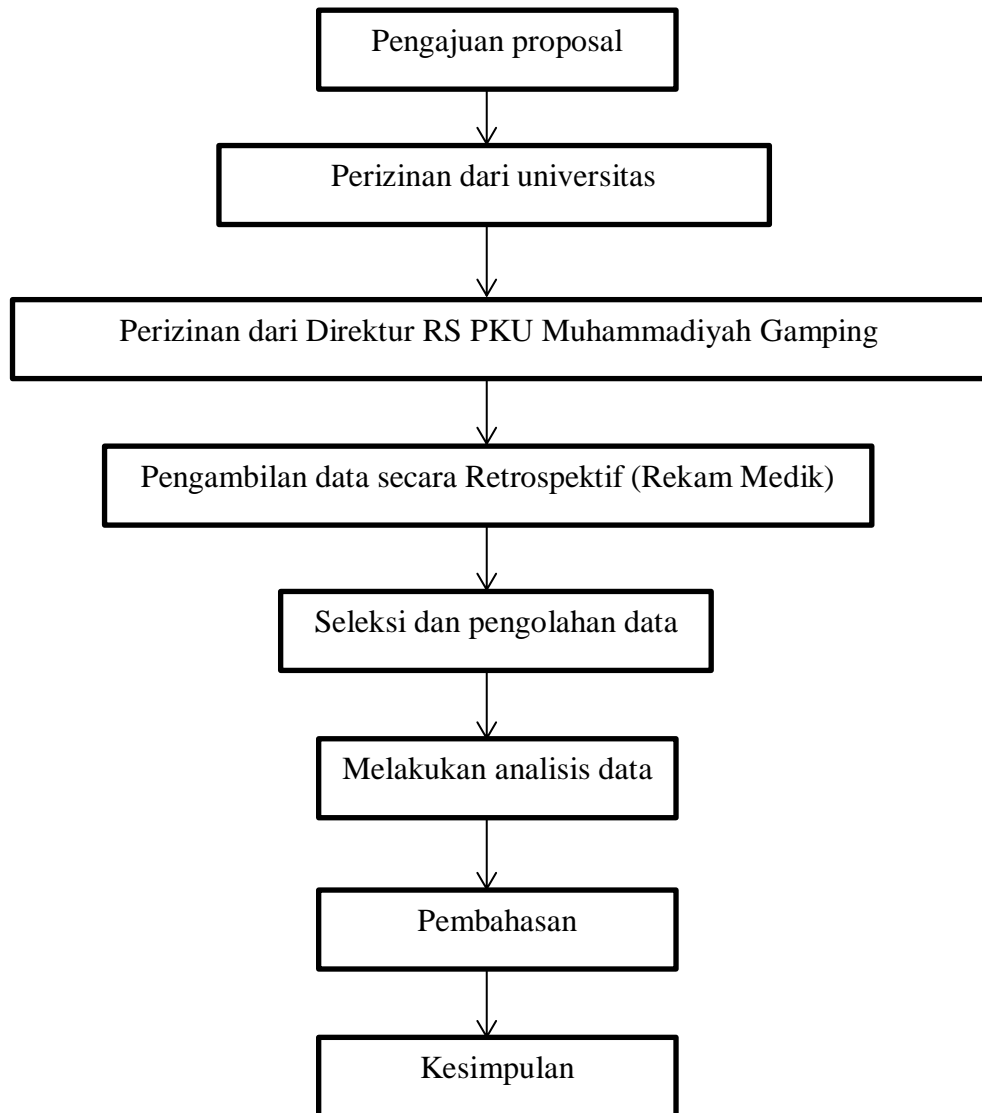 Pengajuan proposal
Perizinan dari universitas
Perizinan dari Direktur RS PKU Muhammadiyah Gamping
Pengambilan data secara Retrospektif (Rekam Medik)
Seleksi dan pengolahan data
Melakukan analisis data
Pembahasan
Kesimpulan